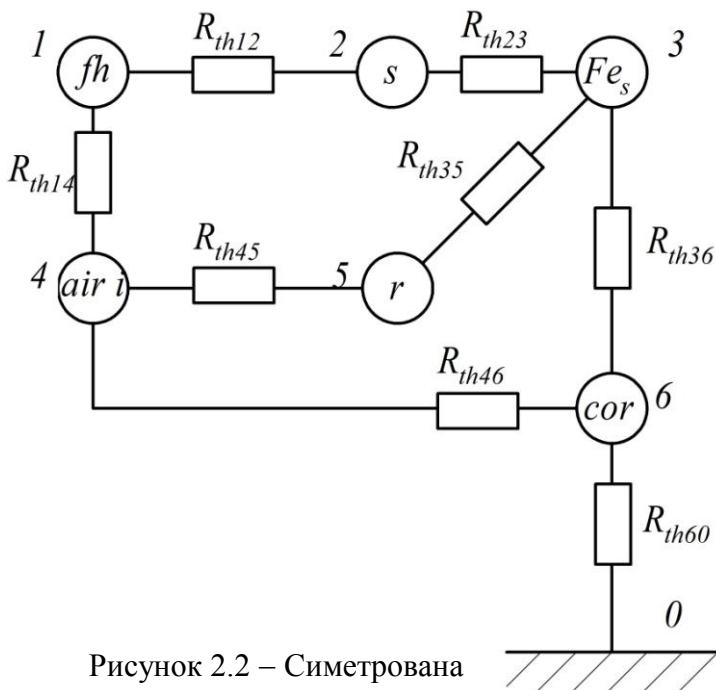 1 fh R_th12 2 s R_th23 Fe_s 3
R_th14 R_th35
4 air i R_th45 5 r R_th36
R_th46 cor 6
R_th60
0
Рисунок 2.2 – Симетрована